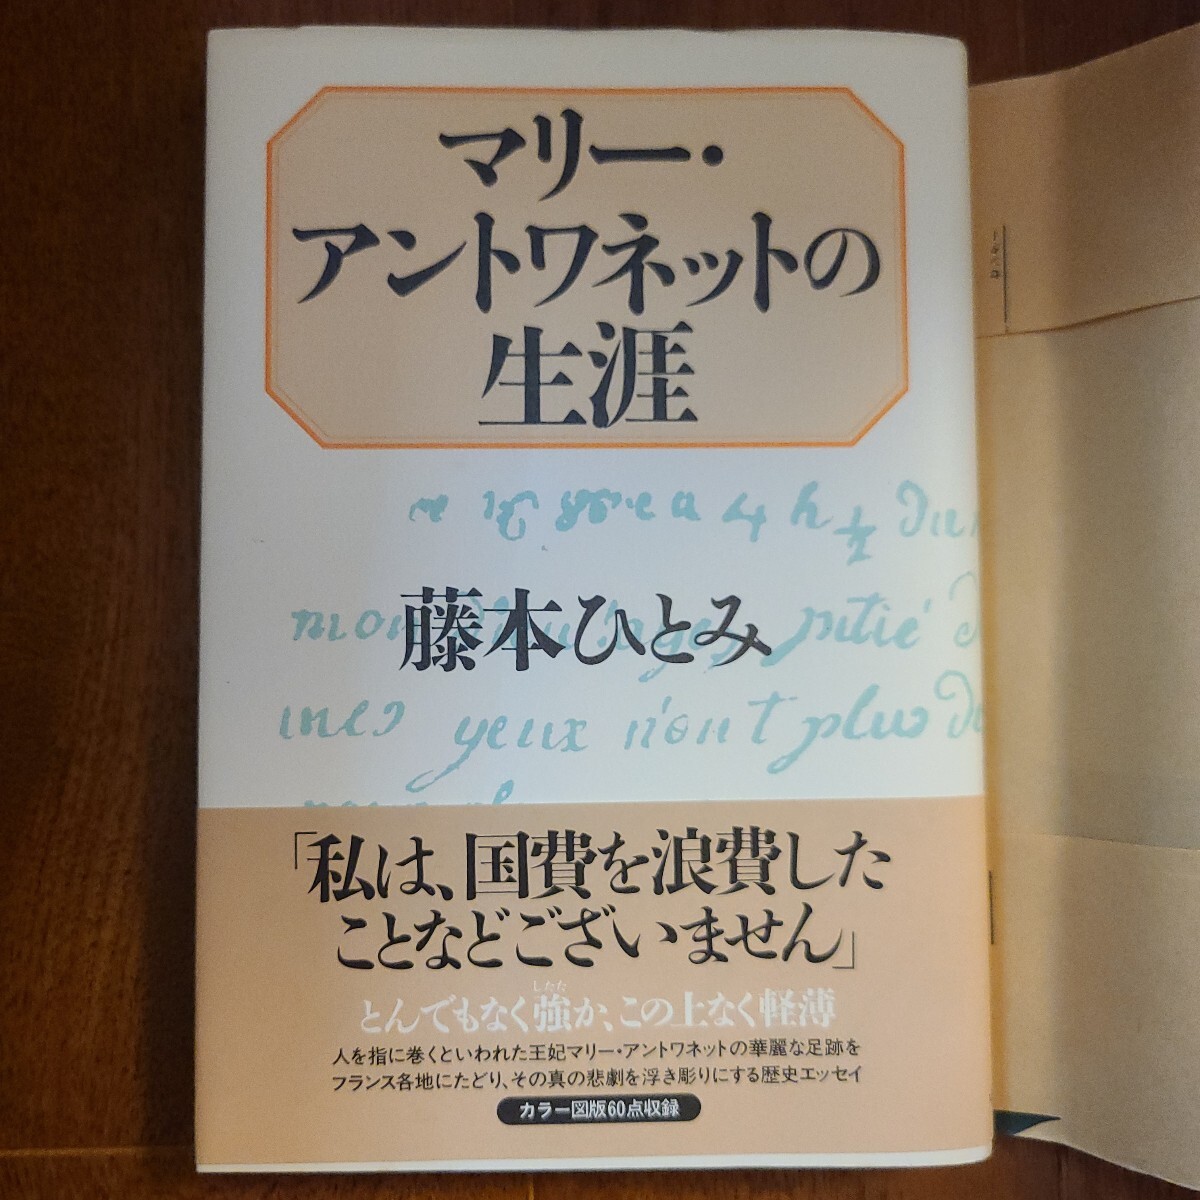 マリー・
アントワネットの
生涯
a 4 h ½
mon pitié
yeux n'ont plus
藤本ひとみ
「私は、国費を浪費した
ことなどございません」
とんでもなく強か、この上なく軽薄
したた
人を指に巻くといわれた王妃マリー・アントワネットの華麗な足跡を
フランス各地にたどり、その真の悲劇を浮き彫りにする歴史エッセイ
カラー図版60点収録